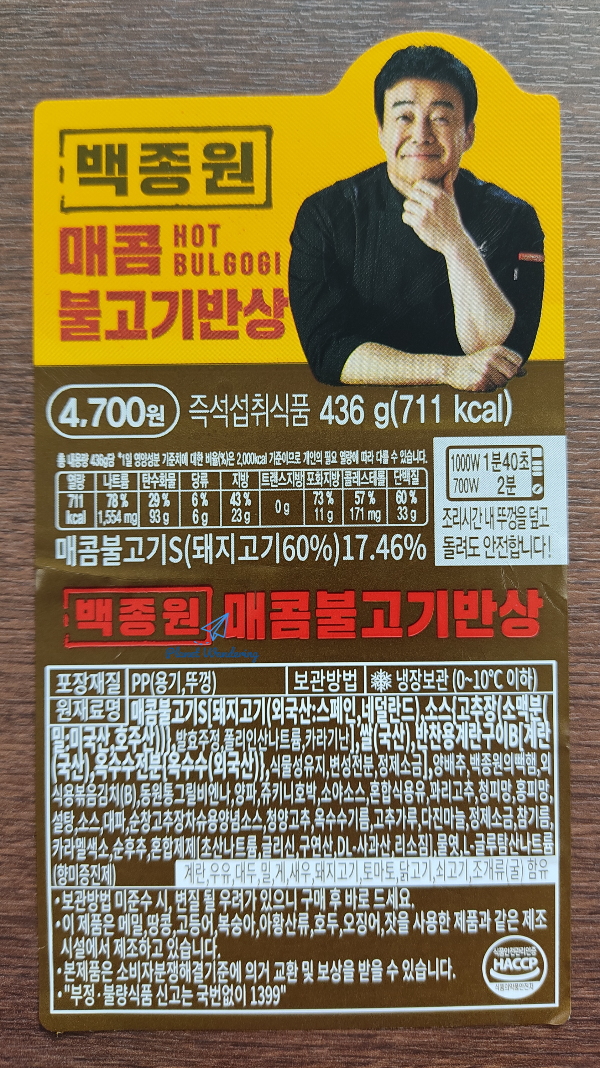 백종원
매콤 HOT BULGOGI
불고기반상
4,700원 즉석섭취식품 436 g(711 kcal)
총 내용량 436g당 *1일 영양성분 기준치에 대한 비율(%)은 2,000kcal 기준이므로 개인의 필요 열량에 따라 다를 수 있습니다.
열량 나트륨 탄수화물 당류 지방 트랜스지방 포화지방 콜레스테롤 단백질
711 78 % 29 % 6 % 43 % 0 g 73 % 57 % 60 %
kcal 1,554 mg 93 g 6 g 23 g 11 g 171 mg 33 g
1000W 1분40초
700W 2분
조리시간 내 뚜껑을 덮고
돌려도 안전합니다!
매콤불고기S(돼지고기60%)17.46%
백종원 매콤불고기반상
Plant Wordwing
포장재질 PP(용기,뚜껑) 보관방법 냉장보관 (0~10℃ 이하)
원재료명 매콤불고기S[돼지고기(외국산:스페인,네덜란드),소스(고추장(소맥분(
밀:미국산,호주산))),발효주정,폴리인산나트륨,카라기난],쌀(국산),반찬용계란구이B[계란
(국산),옥수수전분(옥수수(외국산)),식물성유지,변성전분,정제소금],양배추,백종원의빽햄,외
식용볶음김치(B),동원통그릴비엔나,양파,쥬키니호박,소야소스,혼합식용유,꽈리고추,청피망,홍피망,
설탕,소스,대파,순창고추장차슈용양념소스,청양고추,옥수수기름,고추가루,다진마늘,정제소금,참기름,
카라멜색소,순후추,혼합제제[초산나트륨,글리신,구연산,DL-사과산,리소짐],물엿,L-글루탐산나트륨
(향미증진제) 계란,우유,대두,밀,게,새우,돼지고기,토마토,닭고기,쇠고기,조개류(굴) 함유
•보관방법 미준수 시, 변질 될 우려가 있으니 구매 후 바로 드세요.
•이 제품은 메밀,땅콩,고등어,복숭아,아황산류,호두,오징어,잣을 사용한 제품과 같은 제조
시설에서 제조하고 있습니다.
•본제품은 소비자분쟁해결기준에 의거 교환 및 보상을 받을 수 있습니다.
•"부정·불량식품 신고는 국번없이 1399"
식품안전관리인증
HACCP
식품의약품안전처